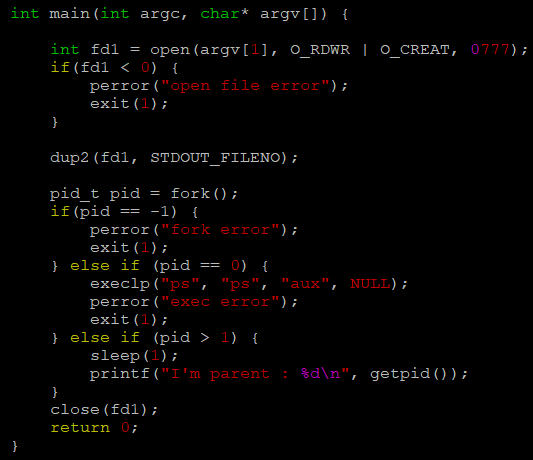 int main(int argc, char* argv[]) {
int fd1 = open(argv[1], O_RDWR | O_CREAT, 0777);
if(fd1 < 0) {
perror("open file error");
exit(1);
}
dup2(fd1, STDOUT_FILENO);
pid_t pid = fork();
if(pid == -1) {
perror("fork error");
exit(1);
} else if (pid == 0) {
execlp("ps", "ps", "aux", NULL);
perror("exec error");
exit(1);
} else if (pid > 1) {
sleep(1);
printf("I'm parent : %d\n", getpid());
}
close(fd1);
return 0;
}